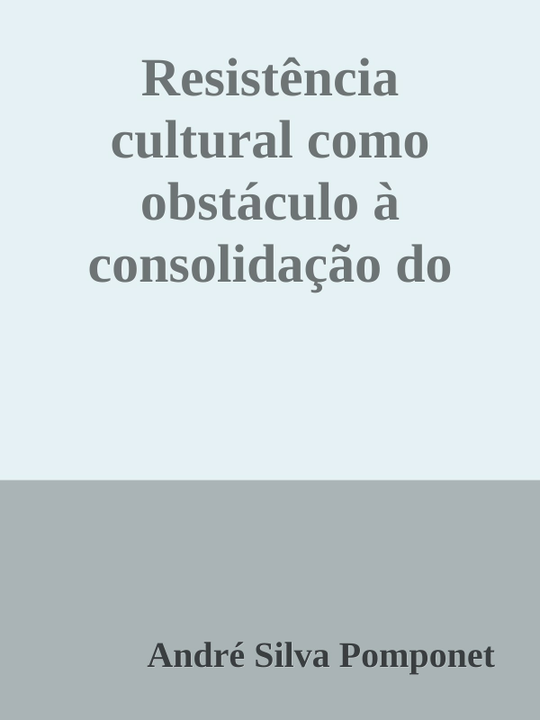 Resistência
cultural como
obstáculo à
consolidação do
André Silva Pomponet